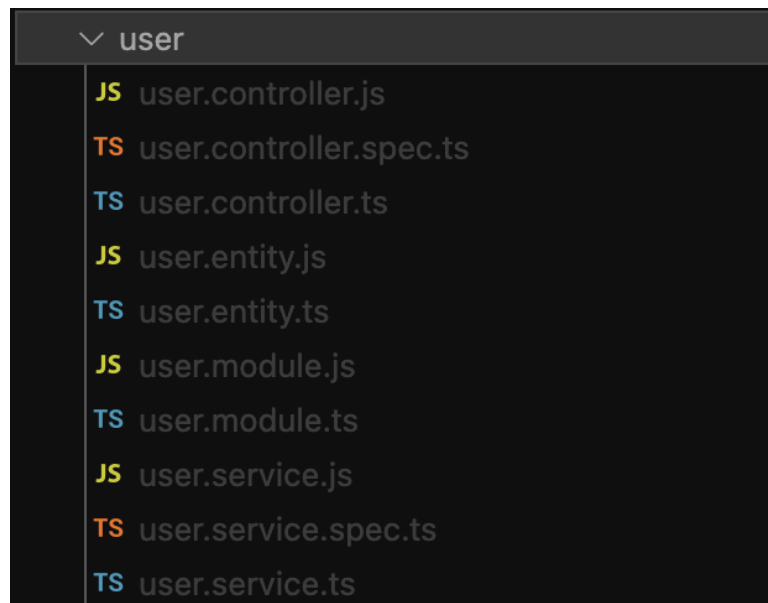 user
JS user.controller.js
TS user.controller.spec.ts
TS user.controller.ts
JS user.entity.js
TS user.entity.ts
JS user.module.js
TS user.module.ts
JS user.service.js
TS user.service.spec.ts
TS user.service.ts